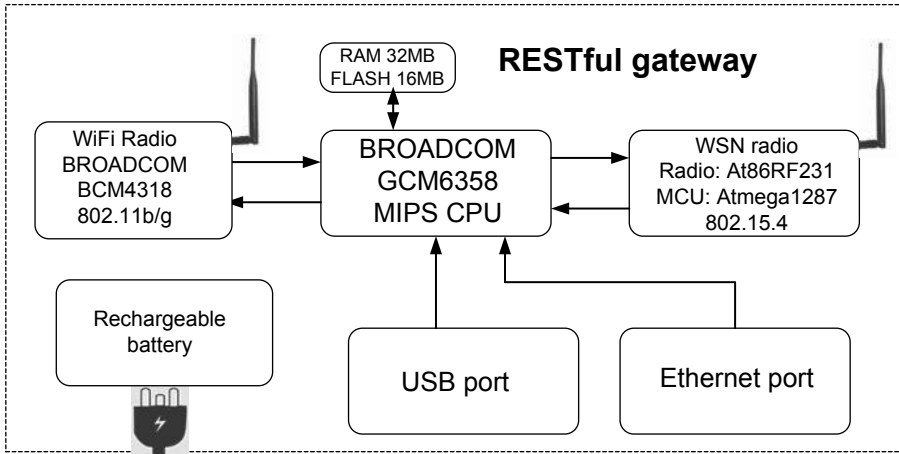 RESTful gateway
RAM 32MB
FLASH 16MB
WiFi Radio
BROADCOM
BCM4318
802.11b/g
BROADCOM
GCM6358
MIPS CPU
WSN radio
Radio: At86RF231
MCU: Atmega1287
802.15.4
Rechargeable
battery
USB port
Ethernet port